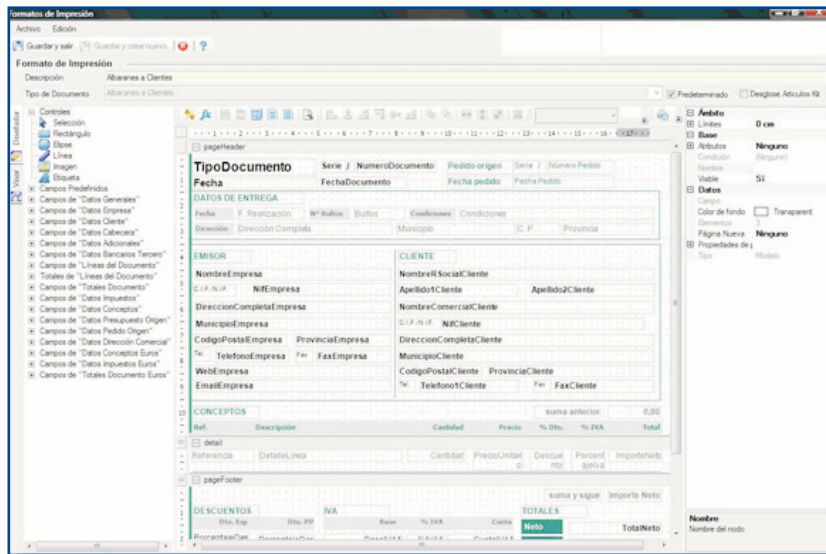 Formatos de Impresión
Archivo Edición
Guardar y salir Guardar y crear nuevo
Formato de Impresión
Descripción Albaranes a Clientes
Tipo de Documento Albaranes a Clientes Predeterminado Desglose Articulos Kit
Diseñador
Visor
Controles
Selección
Rectángulo
Elipse
Línea
Imagen
Etiqueta
Campos Predefinidos
Campos de "Datos Generales"
Campos de "Datos Empresa"
Campos de "Datos Cliente"
Campos de "Datos Cabecera"
Campos de "Datos Adicionales"
Campos de "Datos Bancarios Tercero"
Campos de "Líneas del Documento"
Totales de "Líneas del Documento"
Campos de "Totales Documento"
Campos de "Datos Impuestos"
Campos de "Datos Conceptos"
Campos de "Datos Presupuesto Origen"
Campos de "Datos Pedido Origen"
Campos de "Datos Dirección Comercial"
Campos de "Datos Conceptos Euros"
Campos de "Datos Impuestos Euros"
Campos de "Totales Documento Euros"
pageHeader
TipoDocumento Serie / NumeroDocumento Pedido origen Serie / Número Pedido
Fecha FechaDocumento Fecha pedido Fecha Pedido
DATOS DE ENTREGA
Fecha F. Realización Nº Bultos Bultos Condiciones Condiciones
Dirección Dirección Completa Municipio C. P. Provincia
EMISOR CLIENTE
NombreEmpresa NombreRSocialCliente
C.I.F./N.I.F. NifEmpresa Apellido1Cliente Apellido2Cliente
DireccionCompletaEmpresa NombreComercialCliente
MunicipioEmpresa C.I.F./N.I.F. NifCliente
CodigoPostalEmpresa ProvinciaEmpresa DireccionCompletaCliente
Tel. TelefonoEmpresa Fax FaxEmpresa MunicipioCliente
WebEmpresa CodigoPostalCliente ProvinciaCliente
EmailEmpresa Tel. Telefono1Cliente Fax FaxCliente
CONCEPTOS suma anterior 0,00
Ref. Descripción Cantidad Precio % Dto. % IVA Total
detail
Referencia DetalleLinea Cantidad PrecioUnitario Descuento Porcentajeiva ImporteNeto
pageFooter
suma y sigue Importe Neto
DESCUENTOS IVA TOTALES
Dto. Esp Dto. PP Base % IVA Cuota Neto TotalNeto
Ámbito
Límites 0 cm
Base
Atributos Ninguno
Condición (Ninguno)
Nombre
Visible Sí
Datos
Campo
Color de fondo Transparent
Elementos 3
Página Nueva Ninguno
Propiedades de
Tipo Modelo
Nombre
Nombre del nodo